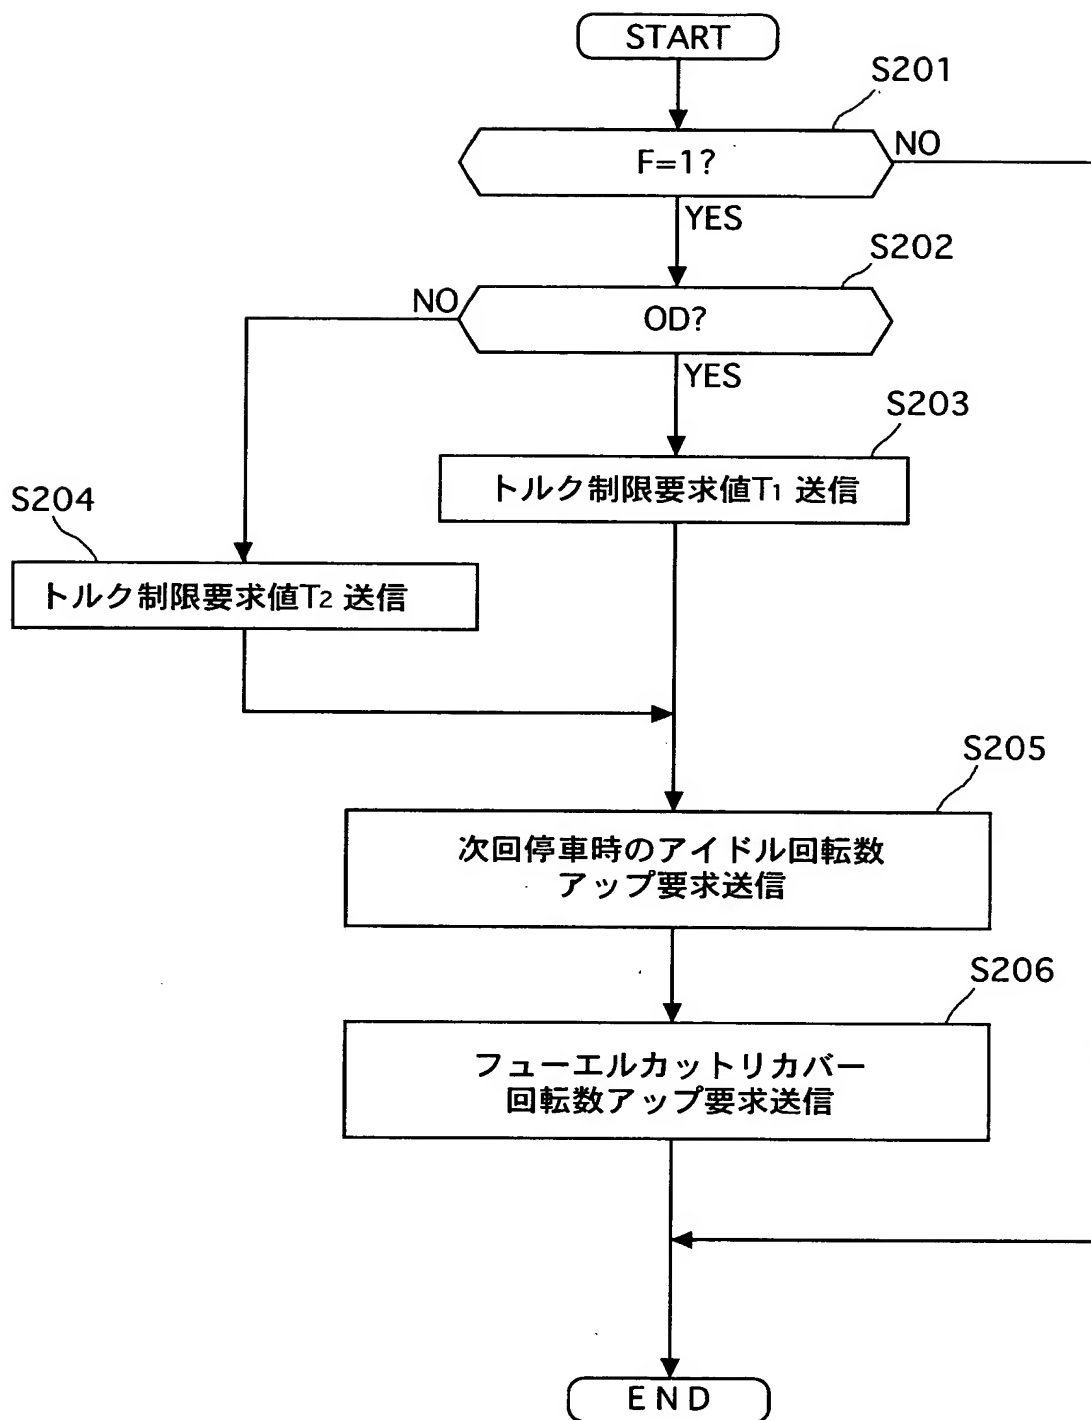 START
S201
F=1?
NO
YES
S202
NO
OD?
YES
S203
トルク制限要求値T1 送信
S204
トルク制限要求値T2 送信
S205
次回停車時のアイドル回転数
アップ要求送信
S206
フューエルカットリカバー
回転数アップ要求送信
END